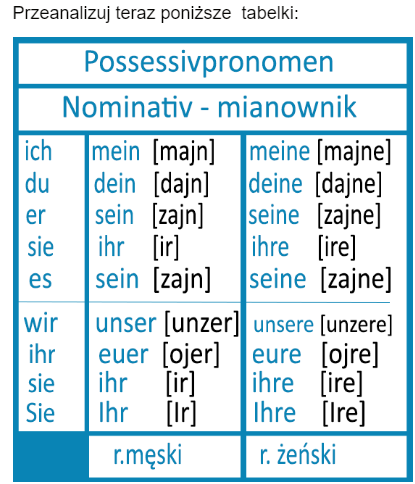 Przeanalizuj teraz poniższe  tabelki:
Possessivpronomen
Nominativ - mianownik
ich mein [majn] meine [majne]
du dein [dajn] deine [dajne]
er sein [zajn] seine [zajne]
sie ihr [ir] ihre [ire]
es sein [zajn] seine [zajne]
wir unser [unzer] unsere [unzere]
ihr euer [ojer] eure [ojre]
sie ihr [ir] ihre [ire]
Sie Ihr [Ir] Ihre [Ire]
r.męski r. żeński